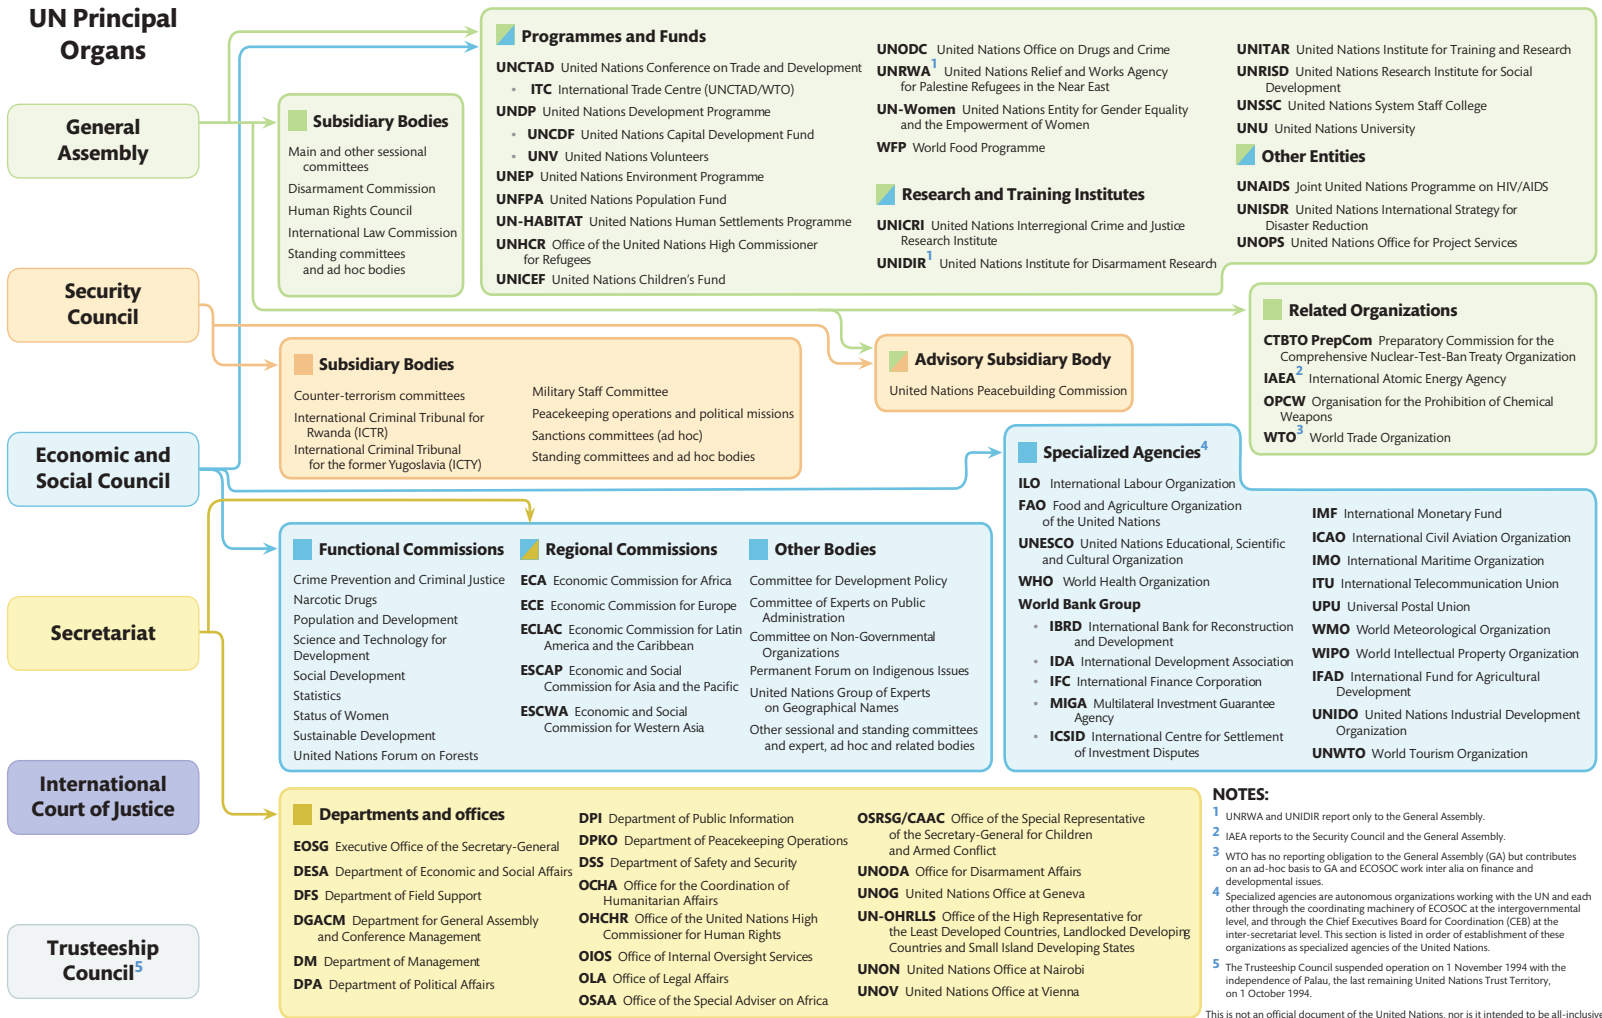 UN Principal
Organs
General
Assembly
Security
Council
Economic and
Social Council
Secretariat
International
Court of Justice
Trusteeship
Council5
Subsidiary Bodies
Main and other sessional
committees
Disarmament Commission
Human Rights Council
International Law Commission
Standing committees
and ad hoc bodies
Programmes and Funds
UNCTAD United Nations Conference on Trade and Development
• ITC International Trade Centre (UNCTAD/WTO)
UNDP United Nations Development Programme
• UNCDF United Nations Capital Development Fund
• UNV United Nations Volunteers
UNEP United Nations Environment Programme
UNFPA United Nations Population Fund
UN-HABITAT United Nations Human Settlements Programme
UNHCR Office of the United Nations High Commissioner
for Refugees
UNICEF United Nations Children's Fund
UNODC United Nations Office on Drugs and Crime
UNRWA1 United Nations Relief and Works Agency
for Palestine Refugees in the Near East
UN-Women United Nations Entity for Gender Equality
and the Empowerment of Women
WFP World Food Programme
Research and Training Institutes
UNICRI United Nations Interregional Crime and Justice
Research Institute
UNIDIR1 United Nations Institute for Disarmament Research
UNITAR United Nations Institute for Training and Research
UNRISD United Nations Research Institute for Social
Development
UNSSC United Nations System Staff College
UNU United Nations University
Other Entities
UNAIDS Joint United Nations Programme on HIV/AIDS
UNISDR United Nations International Strategy for
Disaster Reduction
UNOPS United Nations Office for Project Services
Subsidiary Bodies
Counter-terrorism committees
International Criminal Tribunal for
Rwanda (ICTR)
International Criminal Tribunal
for the former Yugoslavia (ICTY)
Military Staff Committee
Peacekeeping operations and political missions
Sanctions committees (ad hoc)
Standing committees and ad hoc bodies
Advisory Subsidiary Body
United Nations Peacebuilding Commission
Related Organizations
CTBTO PrepCom Preparatory Commission for the
Comprehensive Nuclear-Test-Ban Treaty Organization
IAEA2 International Atomic Energy Agency
OPCW Organisation for the Prohibition of Chemical
Weapons
WTO3 World Trade Organization
Functional Commissions
Crime Prevention and Criminal Justice
Narcotic Drugs
Population and Development
Science and Technology for
Development
Social Development
Statistics
Status of Women
Sustainable Development
United Nations Forum on Forests
Regional Commissions
ECA Economic Commission for Africa
ECE Economic Commission for Europe
ECLAC Economic Commission for Latin
America and the Caribbean
ESCAP Economic and Social
Commission for Asia and the Pacific
ESCWA Economic and Social
Commission for Western Asia
Other Bodies
Committee for Development Policy
Committee of Experts on Public
Administration
Committee on Non-Governmental
Organizations
Permanent Forum on Indigenous Issues
United Nations Group of Experts
on Geographical Names
Other sessional and standing committees
and expert, ad hoc and related bodies
Specialized Agencies4
ILO International Labour Organization
FAO Food and Agriculture Organization
of the United Nations
UNESCO United Nations Educational, Scientific
and Cultural Organization
WHO World Health Organization
World Bank Group
• IBRD International Bank for Reconstruction
and Development
• IDA International Development Association
• IFC International Finance Corporation
• MIGA Multilateral Investment Guarantee
Agency
• ICSID International Centre for Settlement
of Investment Disputes
IMF International Monetary Fund
ICAO International Civil Aviation Organization
IMO International Maritime Organization
ITU International Telecommunication Union
UPU Universal Postal Union
WMO World Meteorological Organization
WIPO World Intellectual Property Organization
IFAD International Fund for Agricultural
Development
UNIDO United Nations Industrial Development
Organization
UNWTO World Tourism Organization
Departments and offices
EOSG Executive Office of the Secretary-General
DESA Department of Economic and Social Affairs
DFS Department of Field Support
DGACM Department for General Assembly
and Conference Management
DM Department of Management
DPA Department of Political Affairs
DPI Department of Public Information
DPKO Department of Peacekeeping Operations
DSS Department of Safety and Security
OCHA Office for the Coordination of
Humanitarian Affairs
OHCHR Office of the United Nations High
Commissioner for Human Rights
OIOS Office of Internal Oversight Services
OLA Office of Legal Affairs
OSAA Office of the Special Adviser on Africa
OSRSG/CAAC Office of the Special Representative
of the Secretary-General for Children
and Armed Conflict
UNODA Office for Disarmament Affairs
UNOG United Nations Office at Geneva
UN-OHRLLS Office of the High Representative for
the Least Developed Countries, Landlocked Developing
Countries and Small Island Developing States
UNON United Nations Office at Nairobi
UNOV United Nations Office at Vienna
NOTES:
1 UNRWA and UNIDIR report only to the General Assembly.
2 IAEA reports to the Security Council and the General Assembly.
3 WTO has no reporting obligation to the General Assembly (GA) but contributes
on an ad-hoc basis to GA and ECOSOC work inter alia on finance and
developmental issues.
4 Specialized agencies are autonomous organizations working with the UN and each
other through the coordinating machinery of ECOSOC at the intergovernmental
level, and through the Chief Executives Board for Coordination (CEB) at the
inter-secretariat level. This section is listed in order of establishment of these
organizations as specialized agencies of the United Nations.
5 The Trusteeship Council suspended operation on 1 November 1994 with the
independence of Palau, the last remaining United Nations Trust Territory,
on 1 October 1994.
This is not an official document of the United Nations, nor is it intended to be all-inclusive